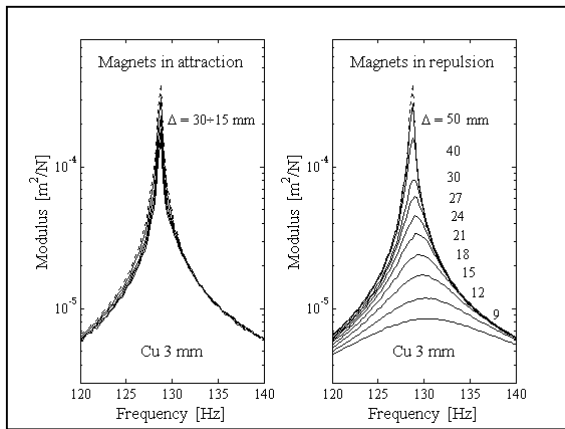 Magnets in attraction
Δ = 30÷15 mm
10-4
10-5
Modulus [m2/N]
Cu 3 mm
120 125 130 135 140
Frequency [Hz]
Magnets in repulsion
Δ = 50 mm
40
30
27
24
21
18
15
12
9
10-4
10-5
Modulus [m2/N]
Cu 3 mm
120 125 130 135 140
Frequency [Hz]